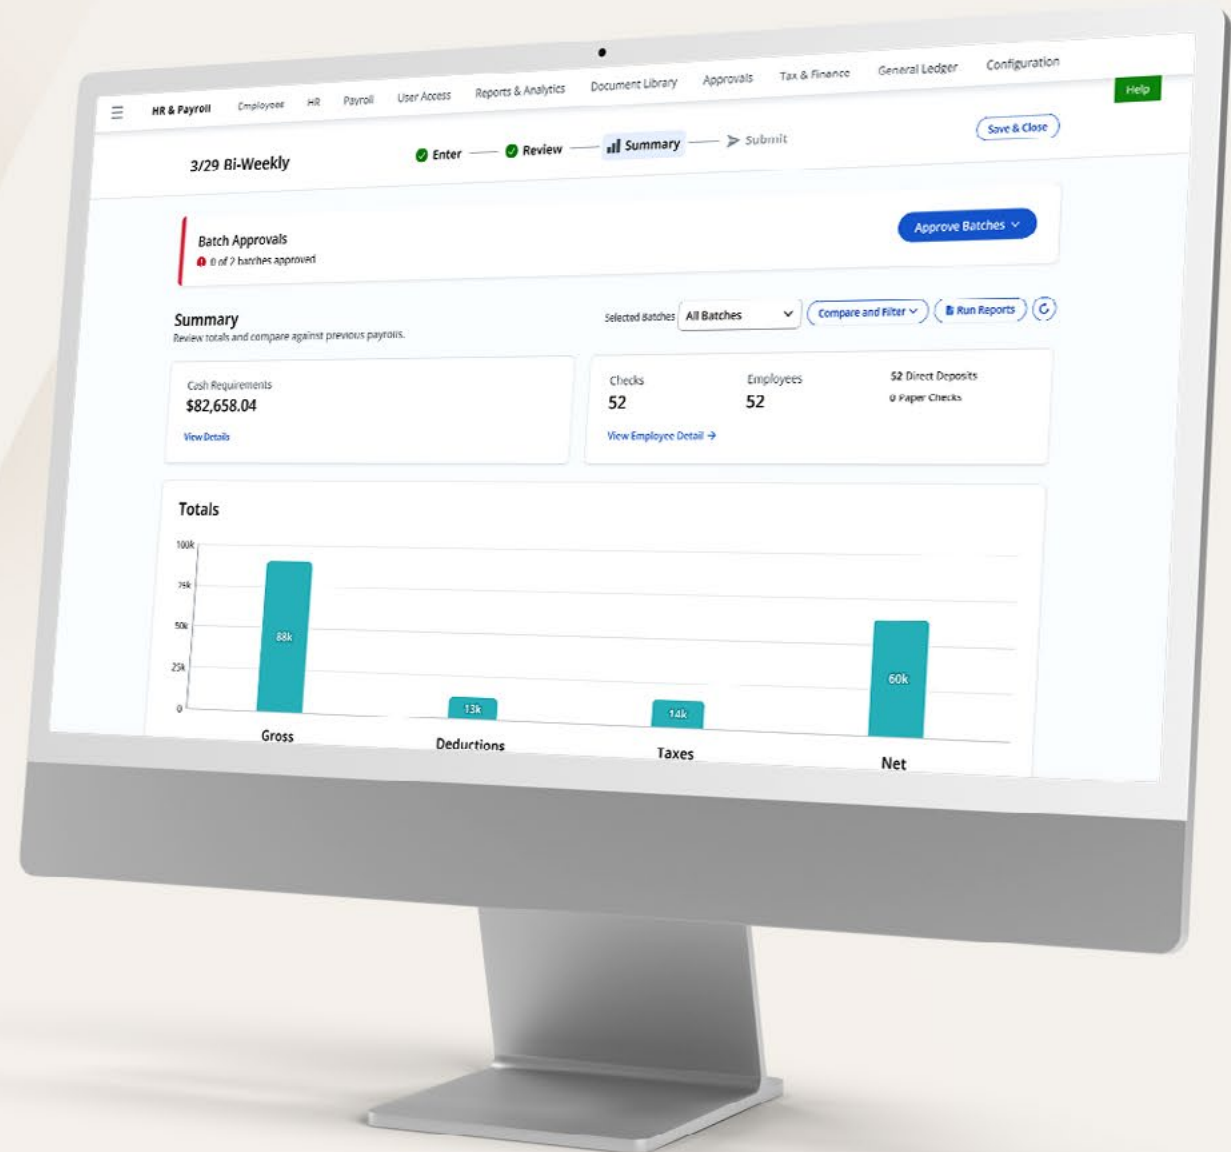 HR & Payroll Employees HR Payroll User Access Reports & Analytics Document Library Approvals Tax & Finance General Ledger Configuration
Help
3/29 Bi-Weekly Enter Review Summary Submit Save & Close
Batch Approvals
0 of 2 batches approved
Approve Batches
Summary
Review totals and compare against previous payrolls.
Selected Batches All Batches Compare and Filter Run Reports
Cash Requirements
$82,658.04
View Details
Checks Employees 52 Direct Deposits
52 52 0 Paper Checks
View Employee Detail →
Totals
100k
75k
50k
25k
0
88k
13k
14k
60k
Gross Deductions Taxes Net